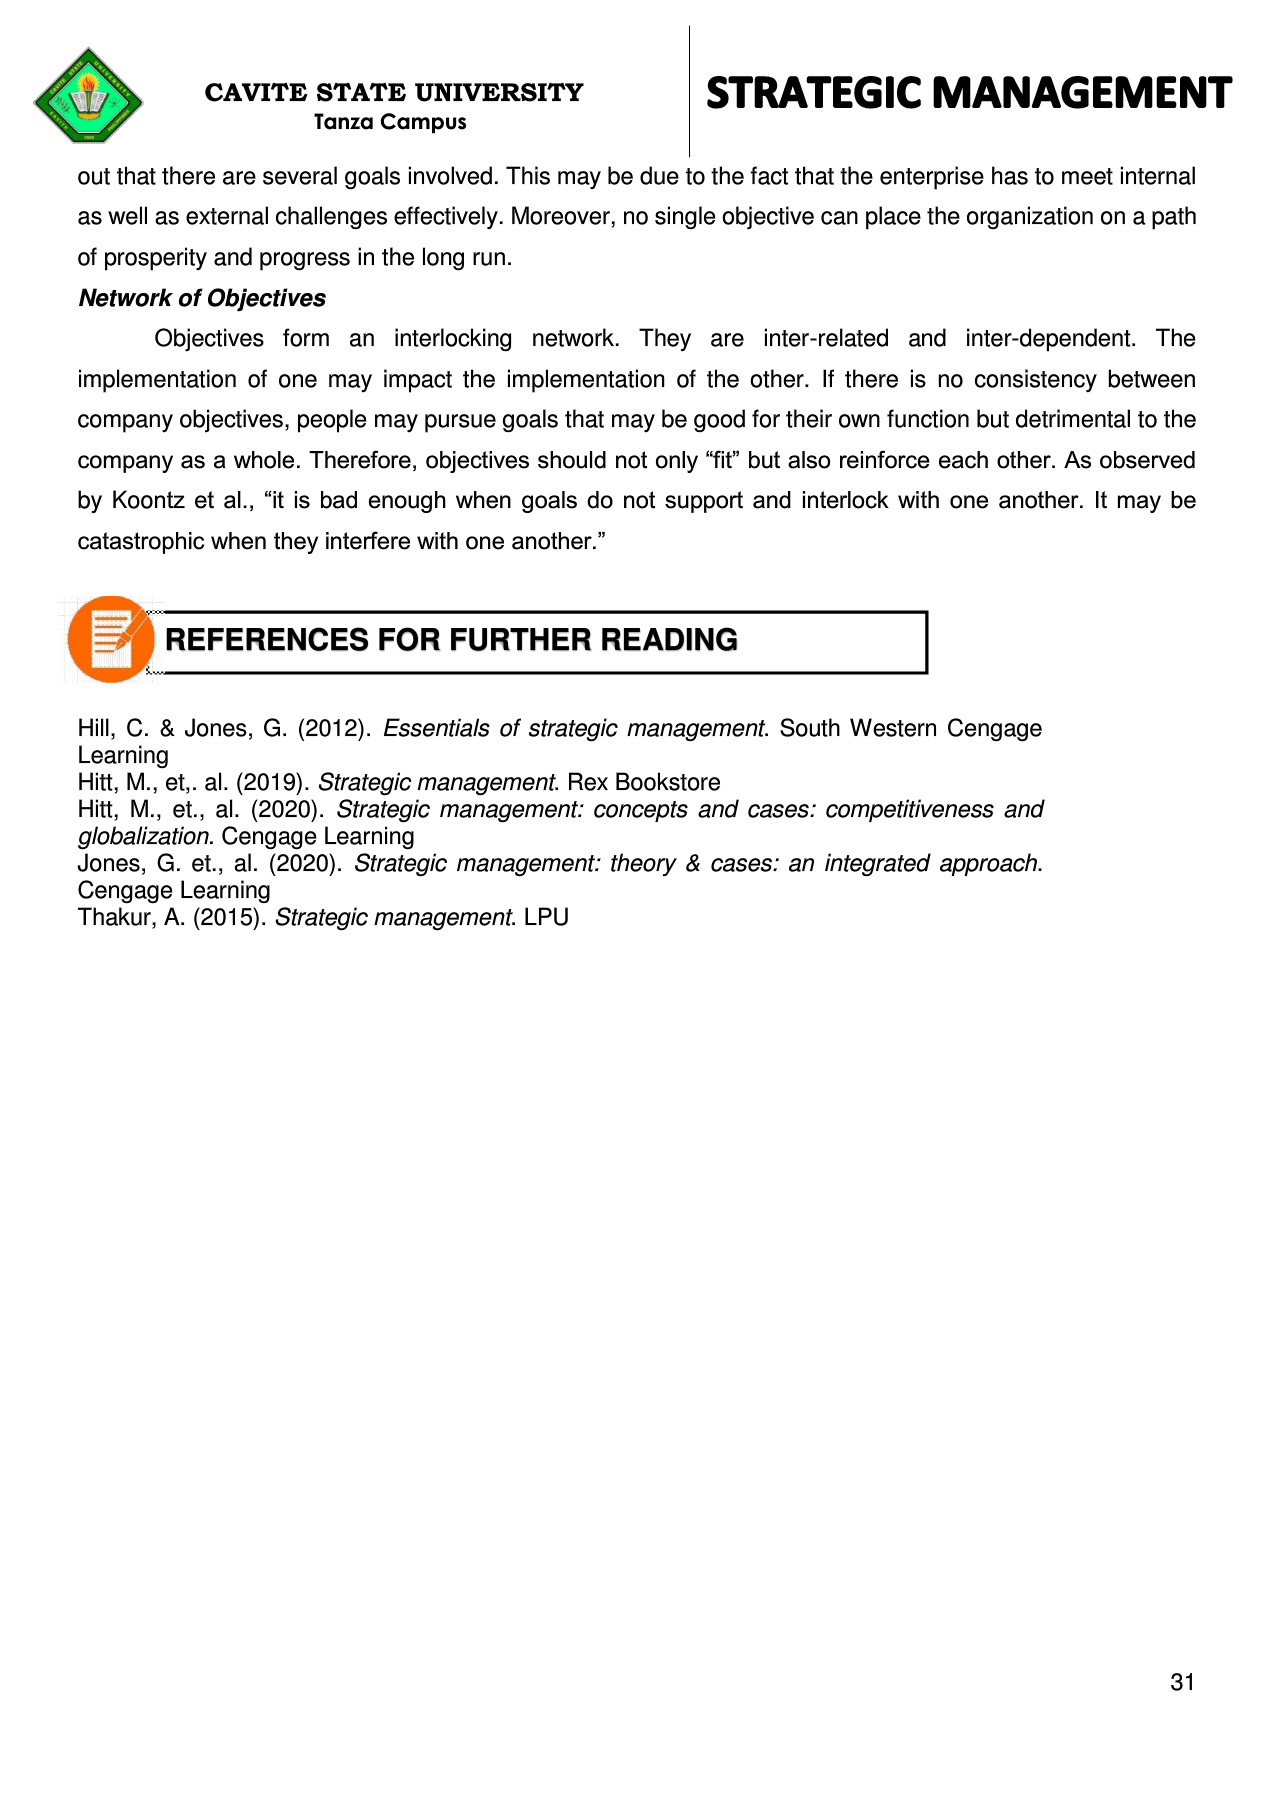 CAVITE STATE UNIVERSITY
Tanza Campus
STRATEGIC MANAGEMENT
out that there are several goals involved. This may be due to the fact that the enterprise has to meet internal
as well as external challenges effectively. Moreover, no single objective can place the organization on a path
of prosperity and progress in the long run.
Network of Objectives
Objectives form an interlocking network. They are inter-related and inter-dependent. The
implementation of one may impact the implementation of the other. If there is no consistency between
company objectives, people may pursue goals that may be good for their own function but detrimental to the
company as a whole. Therefore, objectives should not only “fit” but also reinforce each other. As observed
by Koontz et al., “it is bad enough when goals do not support and interlock with one another. It may be
catastrophic when they interfere with one another.”
REFERENCES FOR FURTHER READING
Hill, C. & Jones, G. (2012). Essentials of strategic management. South Western Cengage
Learning
Hitt, M., et,. al. (2019). Strategic management. Rex Bookstore
Hitt, M., et., al. (2020). Strategic management: concepts and cases: competitiveness and
globalization. Cengage Learning
Jones, G. et., al. (2020). Strategic management: theory & cases: an integrated approach.
Cengage Learning
Thakur, A. (2015). Strategic management. LPU
31